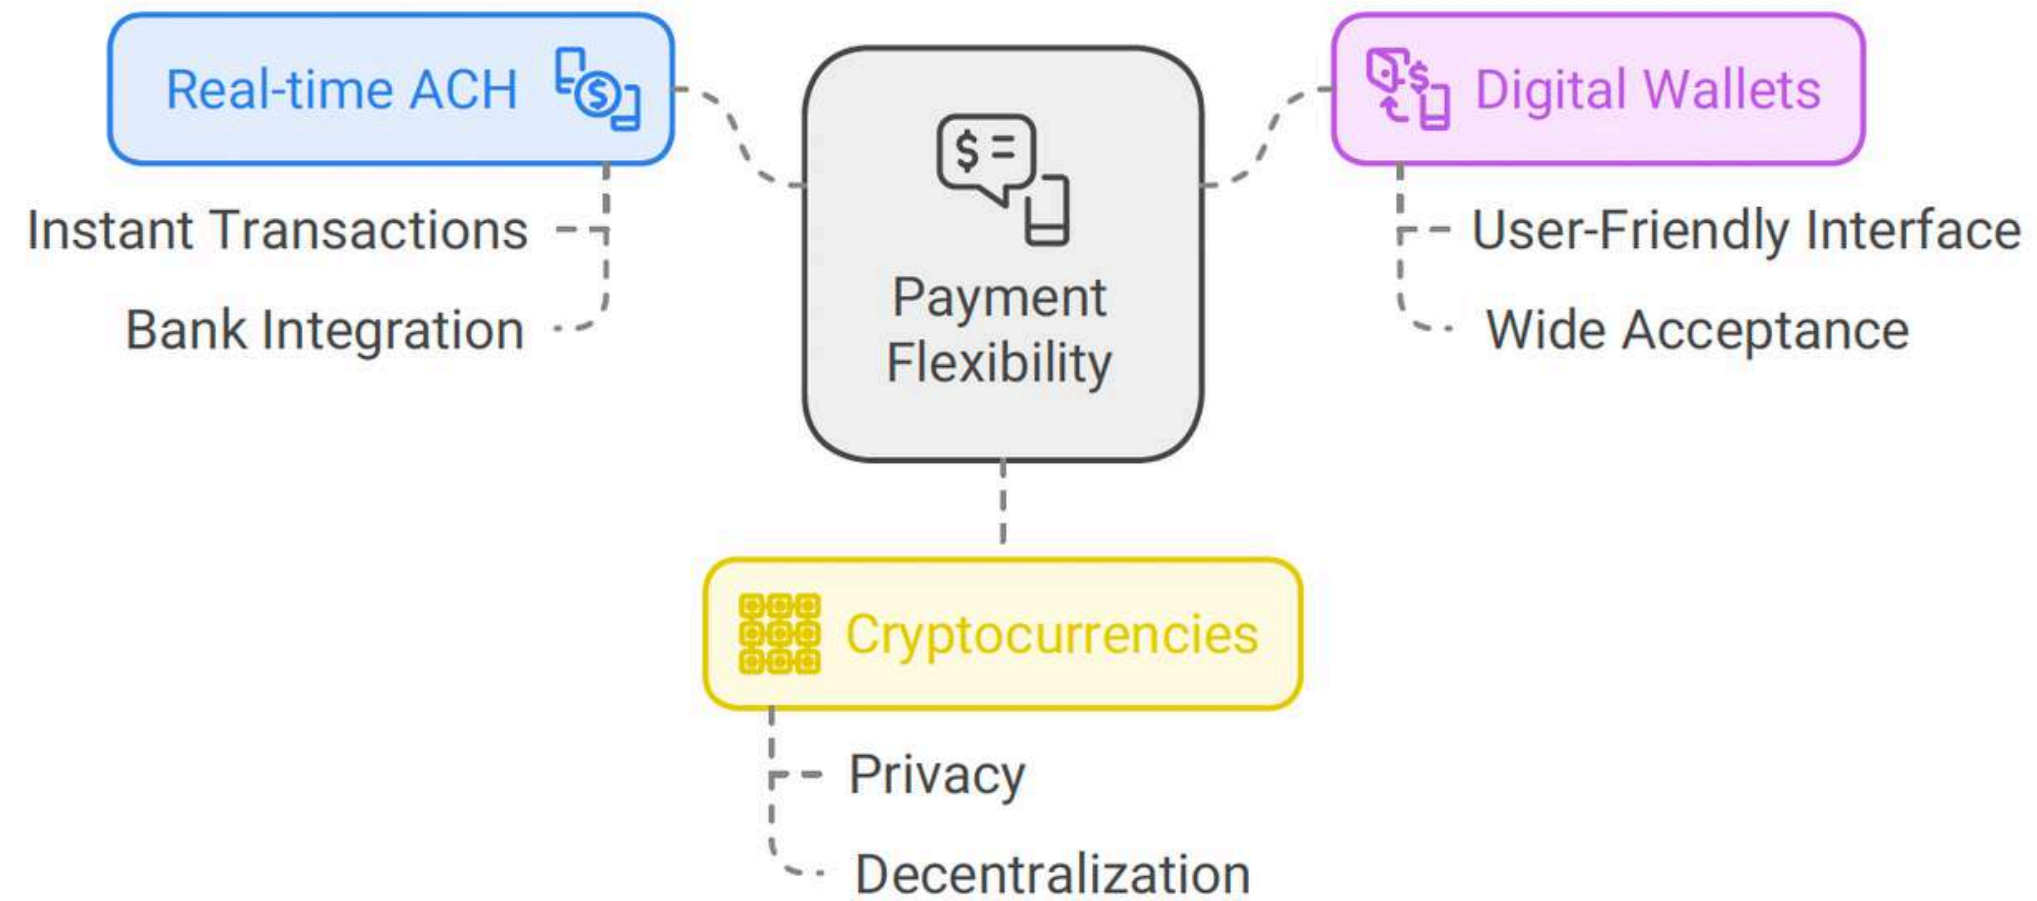 Real-time ACH
Instant Transactions
Bank Integration
$
Payment
Flexibility
$
Digital Wallets
User-Friendly Interface
Wide Acceptance
$
Cryptocurrencies
Privacy
Decentralization